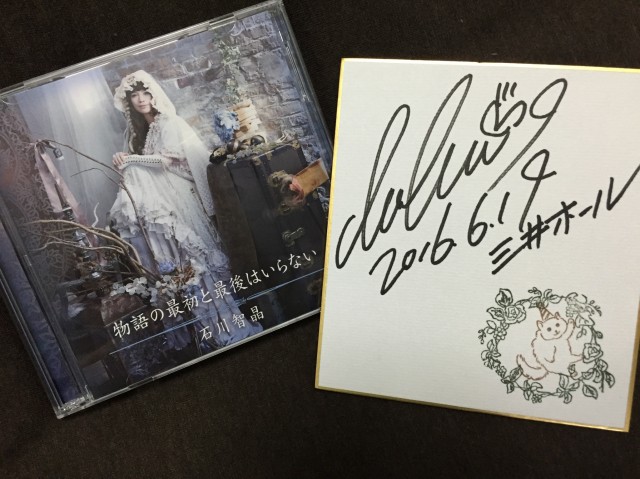 物語の最初と最後はいらない
石川智晶
2016.6.19
三井ホール